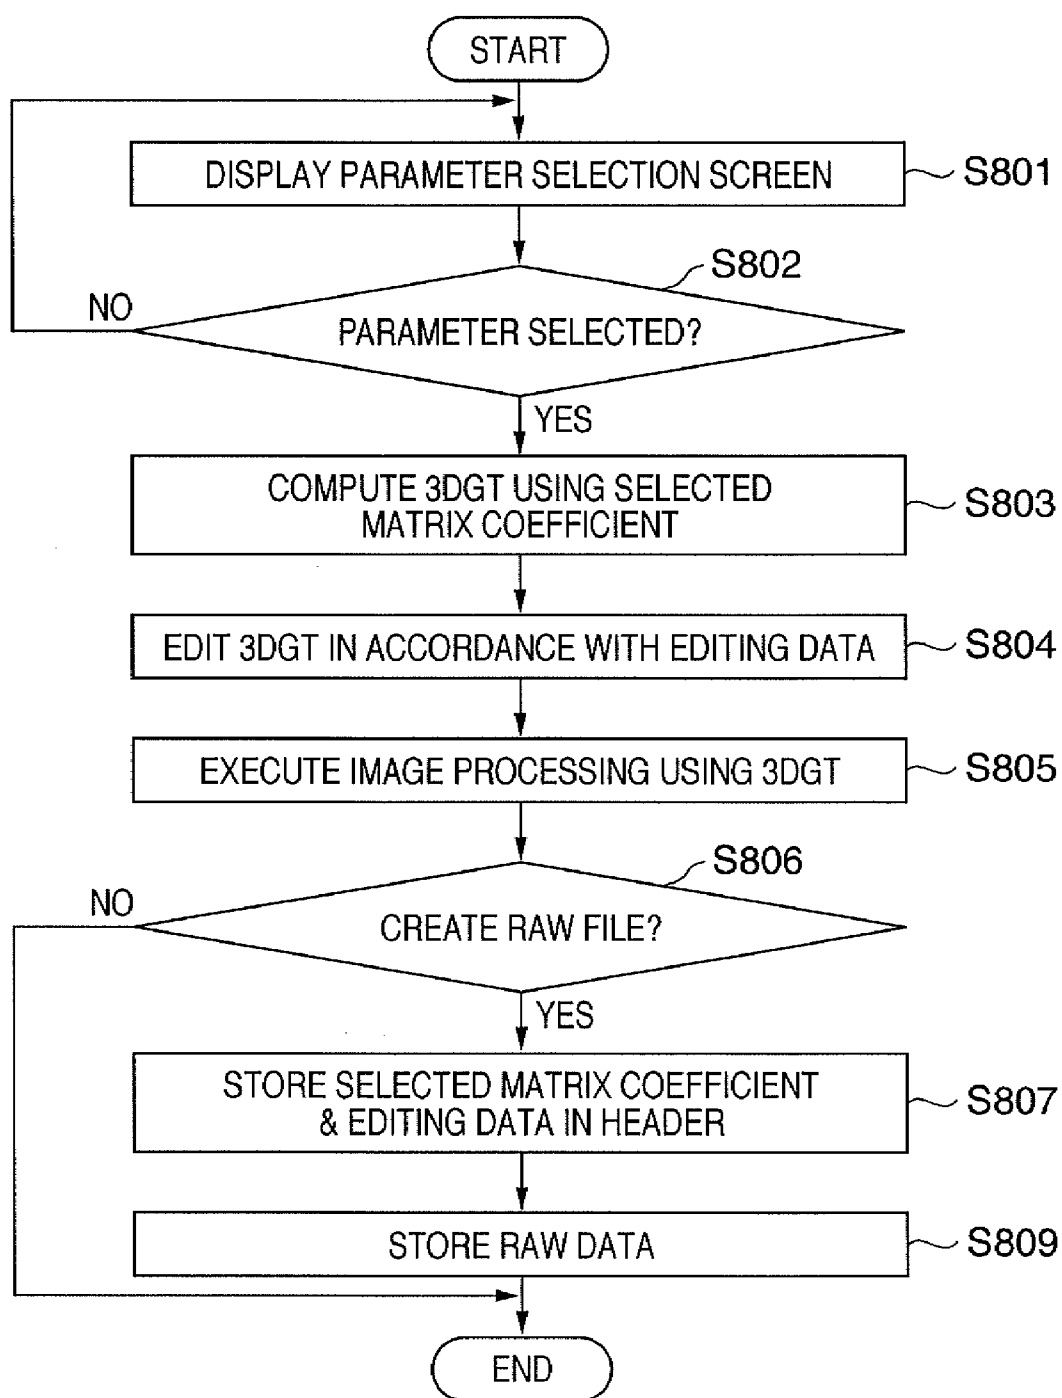 START
DISPLAY PARAMETER SELECTION SCREEN
S801
S802
NO
PARAMETER SELECTED?
YES
COMPUTE 3DGT USING SELECTED
MATRIX COEFFICIENT
S803
EDIT 3DGT IN ACCORDANCE WITH EDITING DATA
S804
EXECUTE IMAGE PROCESSING USING 3DGT
S805
S806
NO
CREATE RAW FILE?
YES
STORE SELECTED MATRIX COEFFICIENT
& EDITING DATA IN HEADER
S807
STORE RAW DATA
S809
END